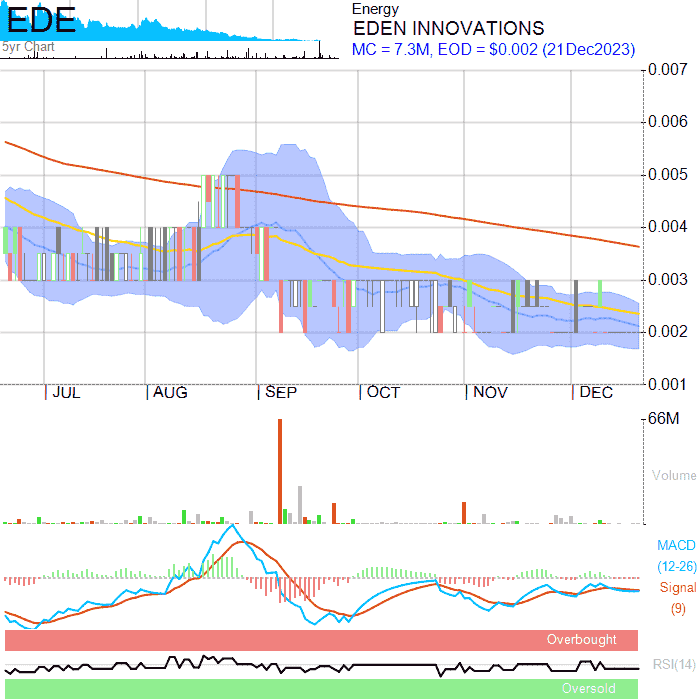 EDE
5yr Chart
Energy
EDEN INNOVATIONS
MC = 7.3M, EOD = $0.002 (21Dec2023)
0.007
0.006
0.005
0.004
0.003
0.002
0.001
JUL AUG SEP OCT NOV DEC
66M
Volume
MACD
(12-26)
Signal
(9)
Overbought
RSI(14)
Oversold